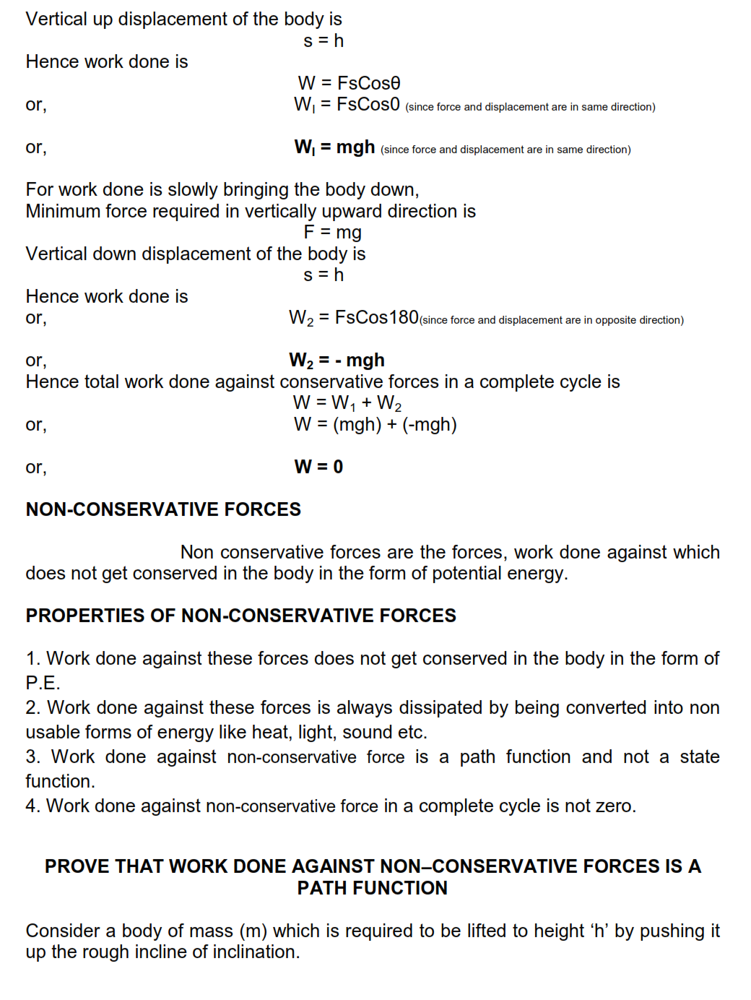 Vertical up displacement of the body is
s = h
Hence work done is
W = FsCosθ
or, W₁ = FsCos0 (since force and displacement are in same direction)
or, W₁ = mgh (since force and displacement are in same direction)
For work done is slowly bringing the body down,
Minimum force required in vertically upward direction is
F = mg
Vertical down displacement of the body is
s = h
Hence work done is
or, W₂ = FsCos180(since force and displacement are in opposite direction)
or, W₂ = - mgh
Hence total work done against conservative forces in a complete cycle is
W = W₁ + W₂
or, W = (mgh) + (-mgh)
or, W = 0
NON-CONSERVATIVE FORCES
Non conservative forces are the forces, work done against which
does not get conserved in the body in the form of potential energy.
PROPERTIES OF NON-CONSERVATIVE FORCES
1. Work done against these forces does not get conserved in the body in the form of
P.E.
2. Work done against these forces is always dissipated by being converted into non
usable forms of energy like heat, light, sound etc.
3. Work done against non-conservative force is a path function and not a state
function.
4. Work done against non-conservative force in a complete cycle is not zero.
PROVE THAT WORK DONE AGAINST NON–CONSERVATIVE FORCES IS A
PATH FUNCTION
Consider a body of mass (m) which is required to be lifted to height ‘h’ by pushing it
up the rough incline of inclination.